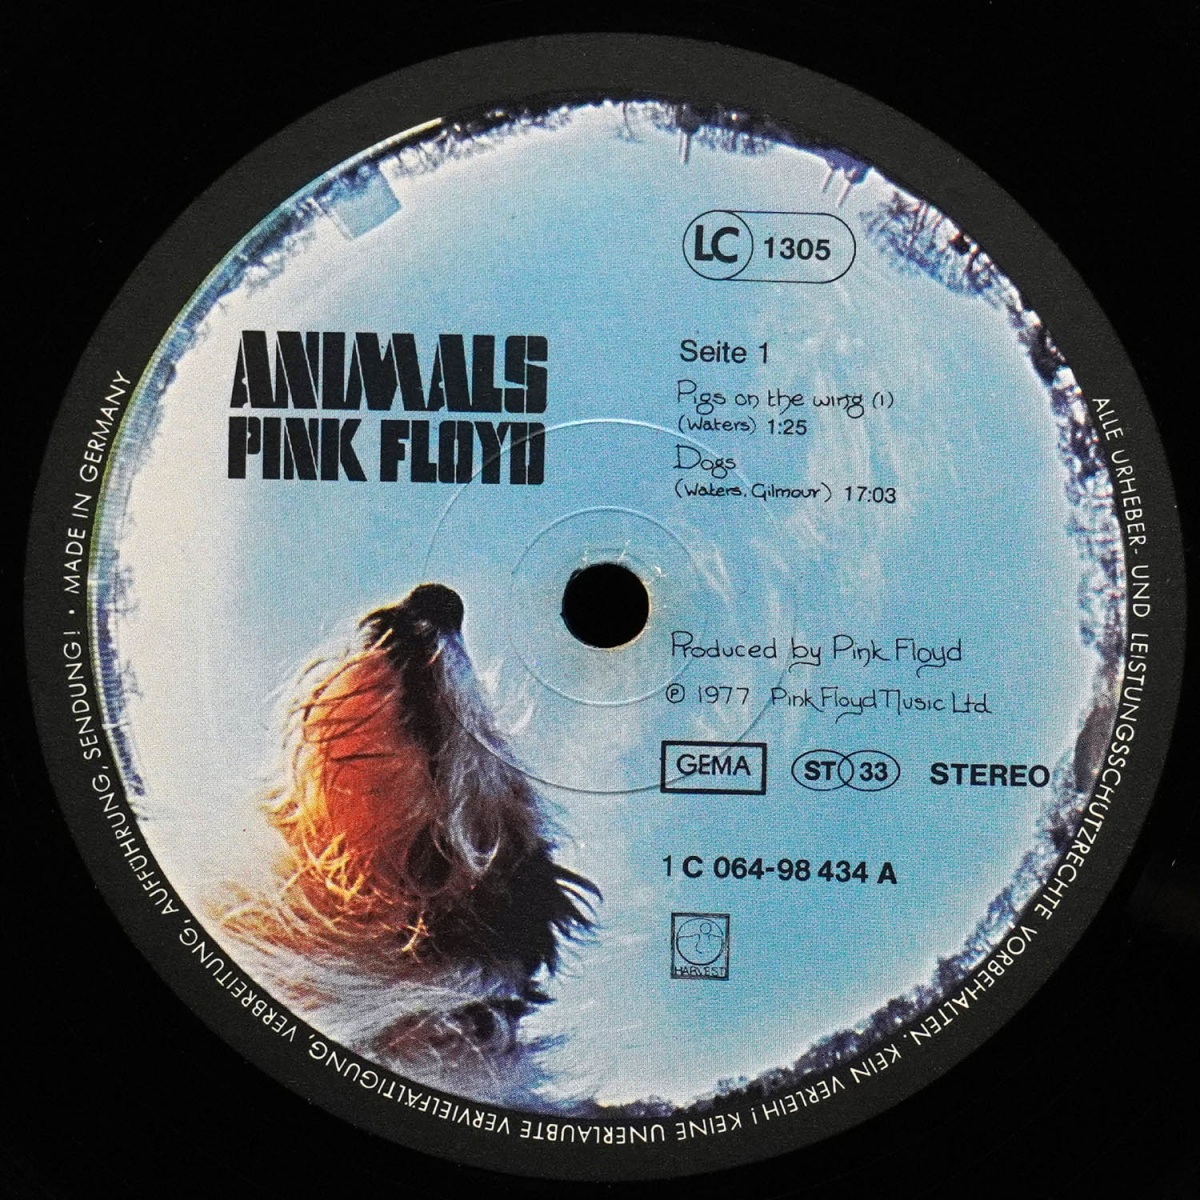 LC 1305
ANIMALS
PINK FLOYD
Seite 1
Pigs on the wing (1)
(Waters) 1:25
Dogs
(Waters, Gilmour) 17:03
Produced by Pink Floyd
℗ 1977 Pink Floyd Music Ltd.
GEMA ST 33 STEREO
1 C 064-98 434 A
HARVEST
ALLE URHEBER- UND LEISTUNGSSCHUTZRECHTE VORBEHALTEN. KEIN VERLEIH! KEINE UNERLAUBTE VERVIELFÄLTIGUNG, VERBREITUNG, AUFFÜHRUNG, SENDUNG! • MADE IN GERMANY